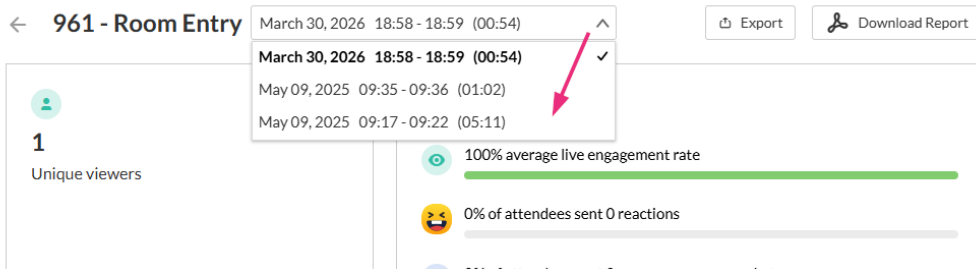 961 - Room Entry
March 30, 2026 18:58 - 18:59 (00:54)
Export
Download Report
March 30, 2026 18:58 - 18:59 (00:54)
May 09, 2025 09:35 - 09:36 (01:02)
May 09, 2025 09:17 - 09:22 (05:11)
1
Unique viewers
100% average live engagement rate
0% of attendees sent 0 reactions